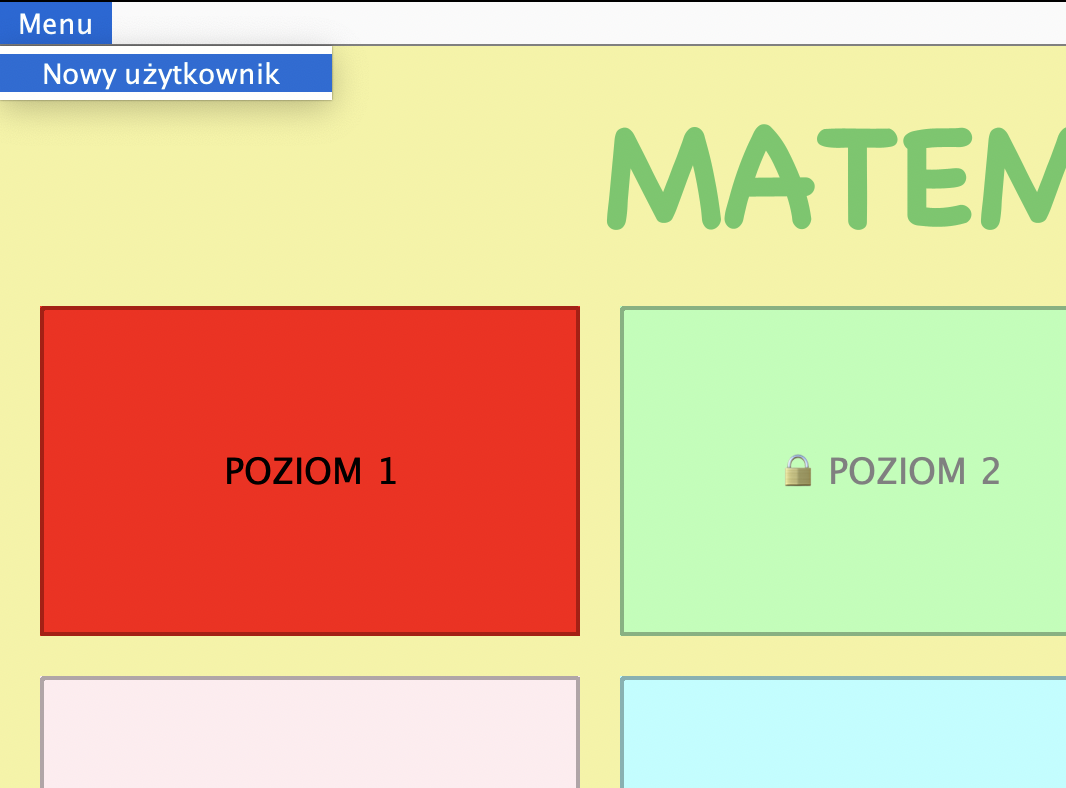 Menu
Nowy użytkownik
MATEM
POZIOM 1
🔒 POZIOM 2